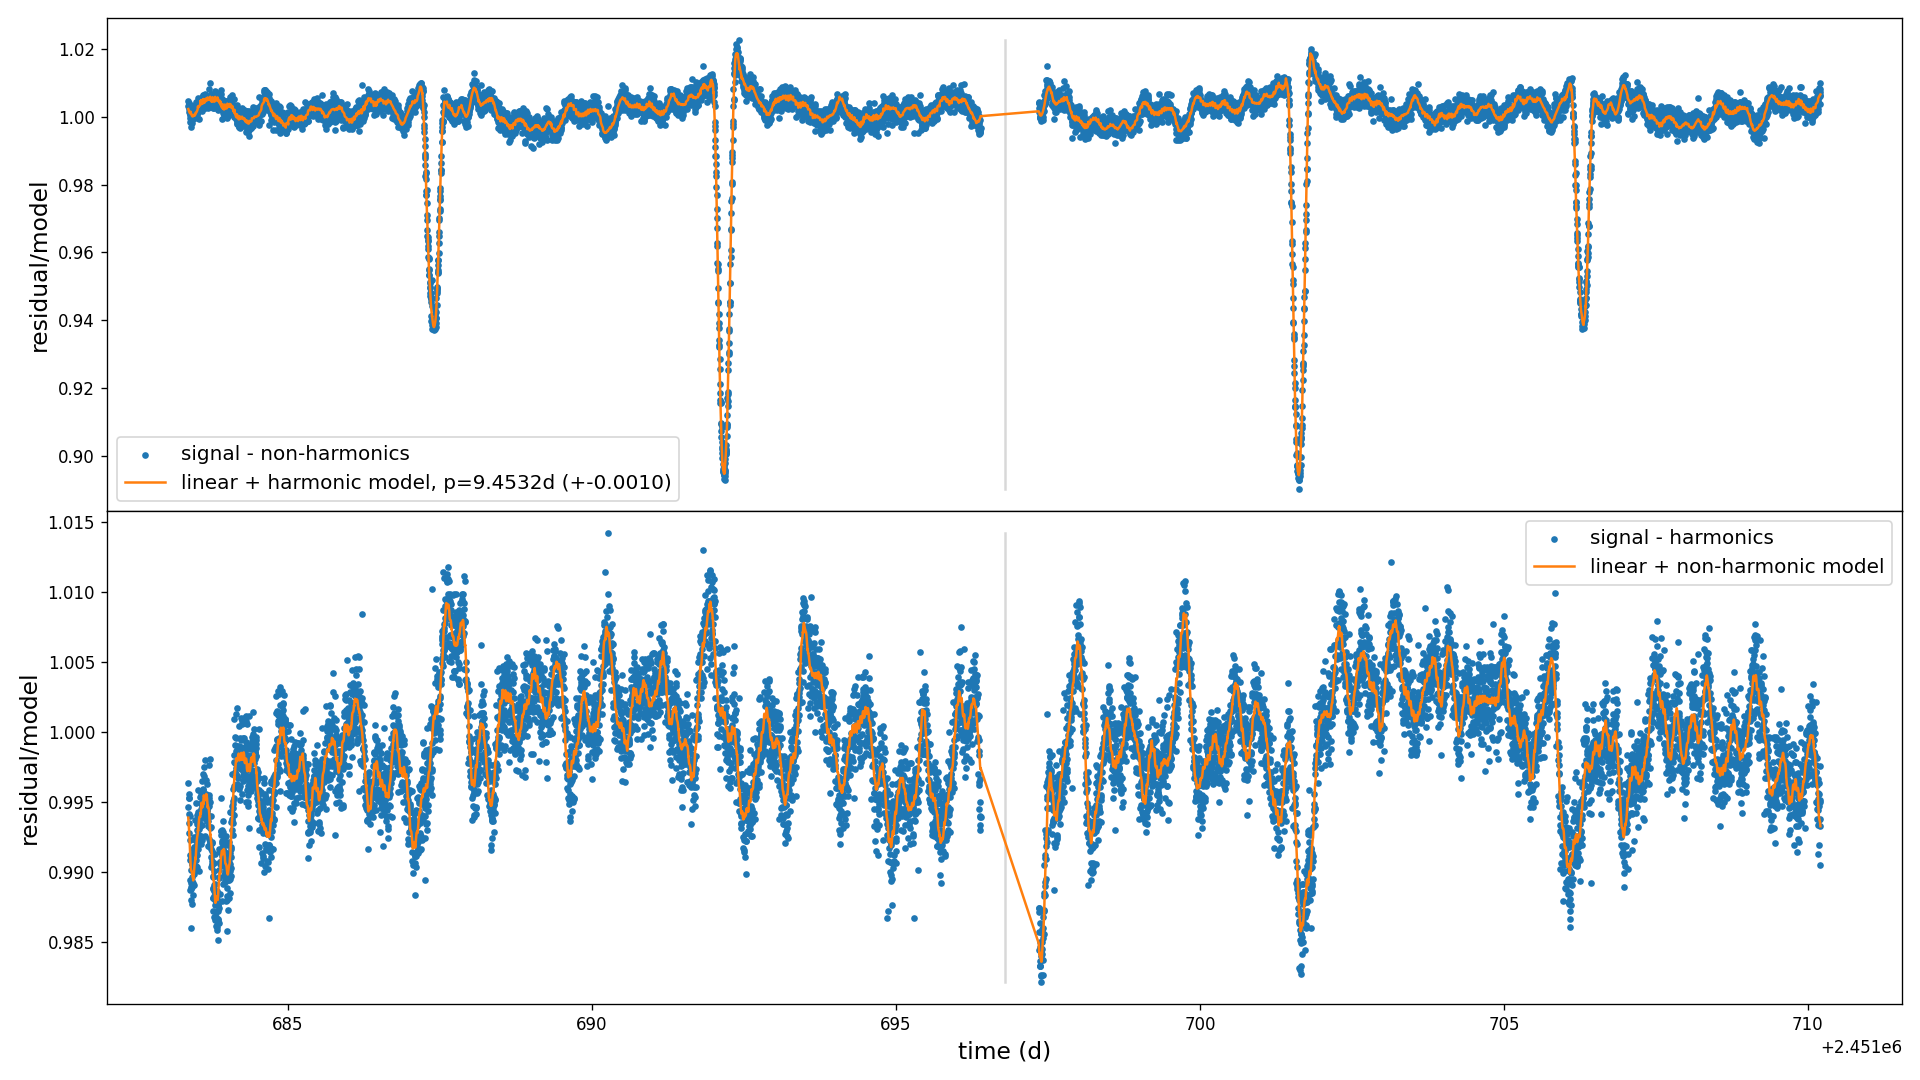 1.02
1.00
0.98
0.96
0.94
0.92
0.90
residual/model
signal - non-harmonics
linear + harmonic model, p=9.4532d (+-0.0010)
1.015
1.010
1.005
1.000
0.995
0.990
0.985
residual/model
signal - harmonics
linear + non-harmonic model
685 690 695 700 705 710
time (d)
+2.451e6